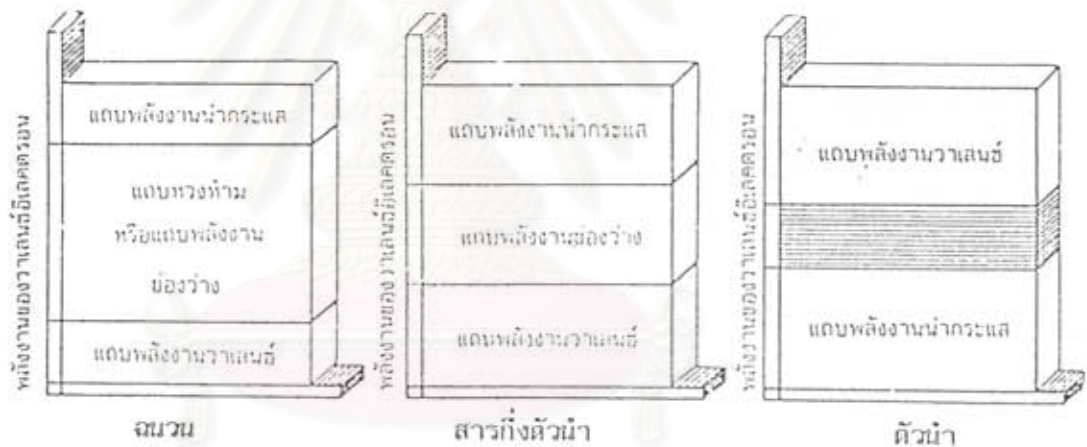 พลังงานของวาเลนซ์อิเลคตรอน
แถบพลังงานนำกระแส
แถบหวงห้าม
หรือแถบพลังงาน
ช่องว่าง
แถบพลังงานวาเลนซ์
ฉนวน
พลังงานของวาเลนซ์อิเลคตรอน
แถบพลังงานนำกระแส
แถบพลังงานช่องว่าง
แถบพลังงานวาเลนซ์
สารกึ่งตัวนำ
พลังงานของวาเลนซ์อิเลคตรอน
แถบพลังงานวาเลนซ์
แถบพลังงานนำกระแส
ตัวนำ